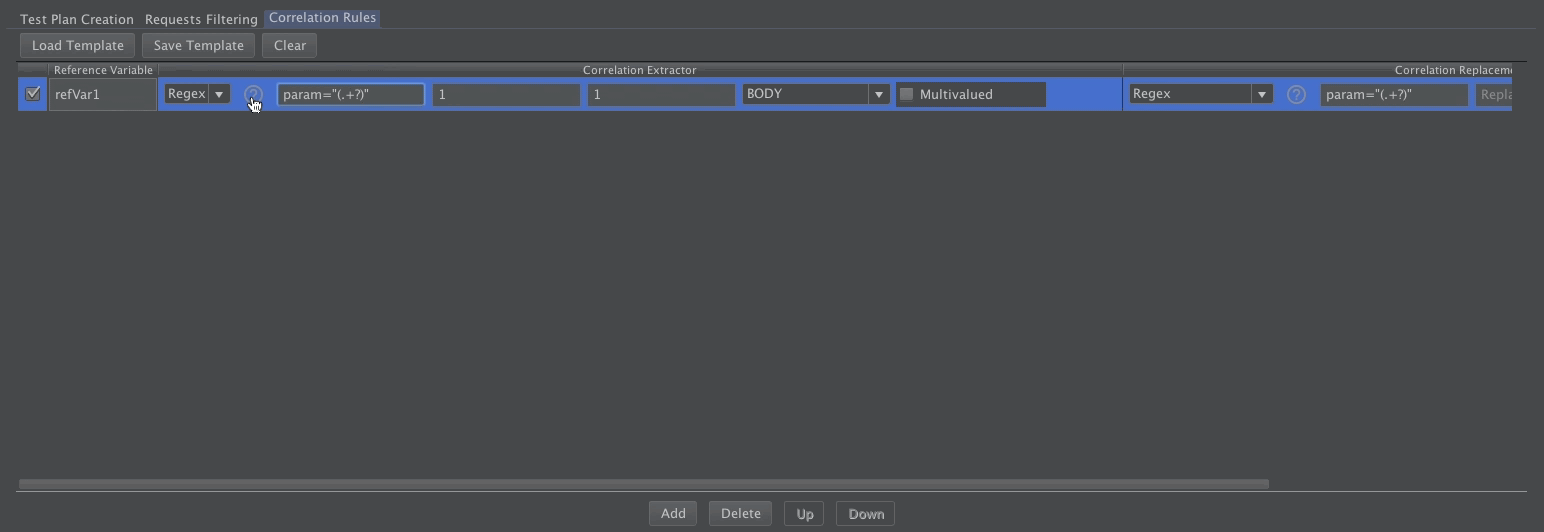 Test Plan Creation Requests Filtering Correlation Rules
Load Template Save Template Clear
Reference Variable Correlation Extractor Correlation Replaceme
refVar1 Regex ? param="(.+?)" 1 1 BODY Multivalued Regex ? param="(.+?)" Repla
Add Delete Up Down